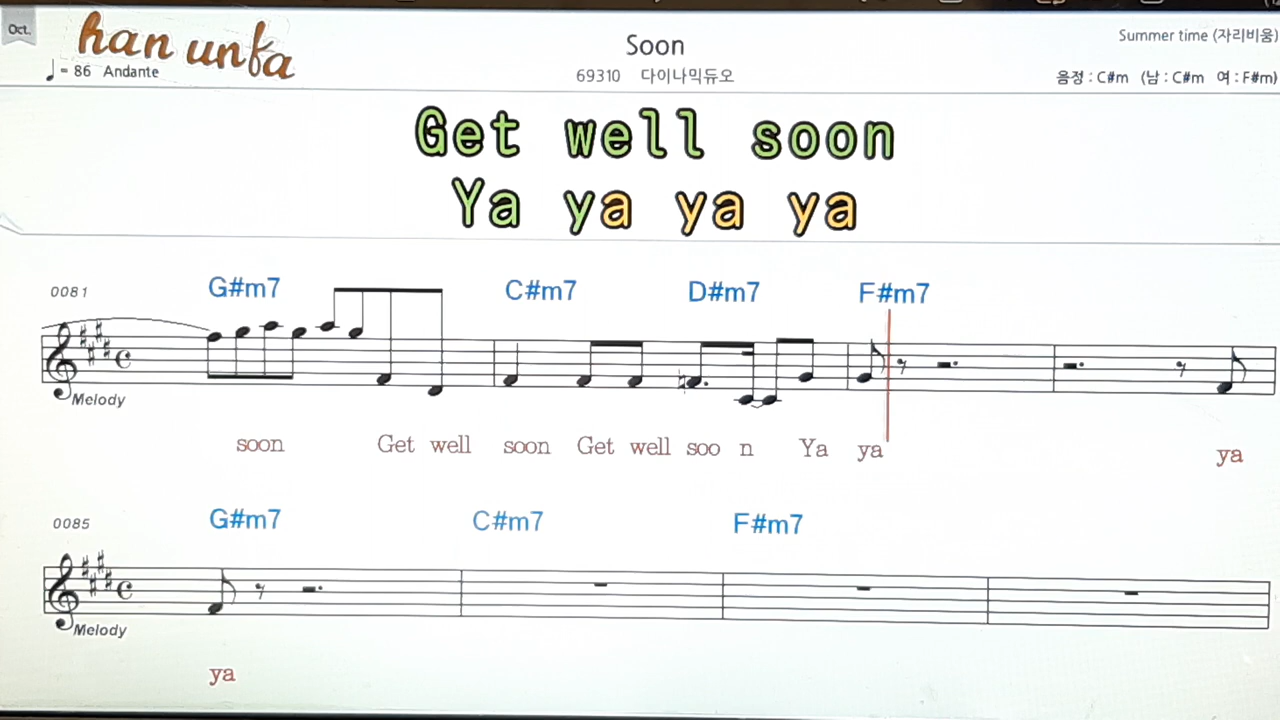 Oct.
han unfa
♩= 86 Andante
Soon
69310 다이나믹듀오
Summer time (자리비움)
음정 : C#m (남 : C#m 여 : F#m)
Get well soon
Ya ya ya ya
0081
G#m7 C#m7 D#m7 F#m7
Melody
soon Get well soon Get well soo n Ya ya ya
0085
G#m7 C#m7 F#m7
Melody
ya